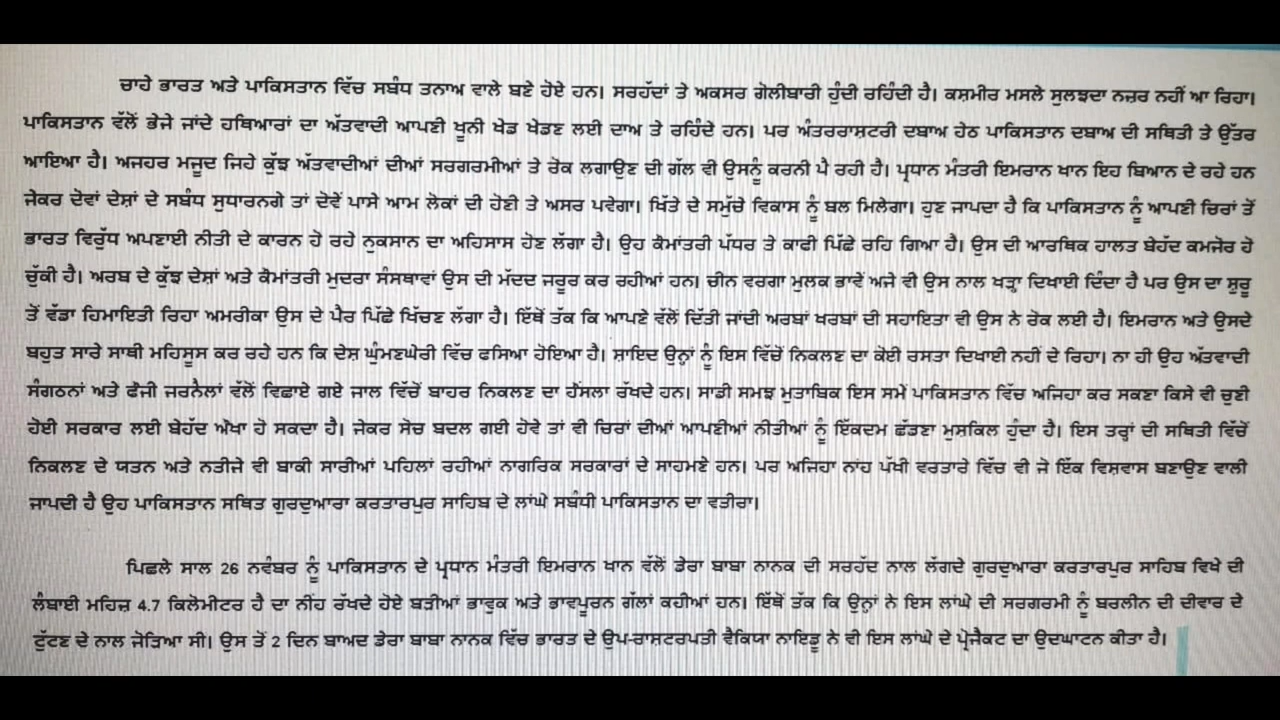 ਚਾਹੇ ਭਾਰਤ ਅਤੇ ਪਾਕਿਸਤਾਨ ਵਿੱਚ ਸਬੰਧ ਤਨਾਅ ਵਾਲੇ ਬਣੇ ਹੋਏ ਹਨ। ਸਰਹੱਦਾਂ ਤੇ ਅਕਸਰ ਗੋਲੀਬਾਰੀ ਹੁੰਦੀ ਰਹਿੰਦੀ ਹੈ। ਕਸ਼ਮੀਰ ਮਸਲੇ ਸੁਲਝਦਾ ਨਜ਼ਰ ਨਹੀਂ ਆ ਰਿਹਾ।
ਪਾਕਿਸਤਾਨ ਵੱਲੋਂ ਭੇਜੇ ਜਾਂਦੇ ਹਥਿਆਰਾਂ ਦਾ ਅੱਤਵਾਦੀ ਆਪਣੀ ਖੂਨੀ ਖੇਡ ਖੇਡਣ ਲਈ ਦਾਅ ਤੇ ਰਹਿੰਦੇ ਹਨ। ਪਰ ਅੰਤਰਰਾਸ਼ਟਰੀ ਦਬਾਅ ਹੇਠ ਪਾਕਿਸਤਾਨ ਦਬਾਅ ਦੀ ਸਥਿਤੀ ਤੇ ਉੱਤਰ
ਆਇਆ ਹੈ। ਅਜਹਰ ਮਜੂਦ ਜਿਹੇ ਕੁੱਝ ਅੱਤਵਾਦੀਆਂ ਦੀਆਂ ਸਰਗਰਮੀਆਂ ਤੇ ਰੋਕ ਲਗਾਉਣ ਦੀ ਗੱਲ ਵੀ ਉਸਨੂੰ ਕਰਨੀ ਪੈ ਰਹੀ ਹੈ। ਪ੍ਰਧਾਨ ਮੰਤਰੀ ਇਮਰਾਨ ਖਾਨ ਇਹ ਬਿਆਨ ਦੇ ਰਹੇ ਹਨ
ਜੇਕਰ ਦੋਵਾਂ ਦੇਸ਼ਾਂ ਦੇ ਸਬੰਧ ਸੁਧਾਰਨਗੇ ਤਾਂ ਦੋਵੇਂ ਪਾਸੇ ਆਮ ਲੋਕਾਂ ਦੀ ਹੋਣੀ ਤੇ ਅਸਰ ਪਵੇਗਾ। ਖਿੱਤੇ ਦੇ ਸਮੁੱਚੇ ਵਿਕਾਸ ਨੂੰ ਬਲ ਮਿਲੇਗਾ। ਹੁਣ ਜਾਪਦਾ ਹੈ ਕਿ ਪਾਕਿਸਤਾਨ ਨੂੰ ਆਪਣੀ ਚਿਰਾਂ ਤੋਂ
ਭਾਰਤ ਵਿਰੁੱਧ ਅਪਣਾਈ ਨੀਤੀ ਦੇ ਕਾਰਨ ਹੋ ਰਹੇ ਨੁਕਸਾਨ ਦਾ ਅਹਿਸਾਸ ਹੋਣ ਲੱਗਾ ਹੈ। ਉਹ ਕੌਮਾਂਤਰੀ ਪੱਧਰ ਤੇ ਕਾਫੀ ਪਿੱਛੇ ਰਹਿ ਗਿਆ ਹੈ। ਉਸ ਦੀ ਆਰਥਿਕ ਹਾਲਤ ਬੇਹੱਦ ਕਮਜੋਰ ਹੋ
ਚੁੱਕੀ ਹੈ। ਅਰਬ ਦੇ ਕੁੱਝ ਦੇਸ਼ਾਂ ਅਤੇ ਕੌਮਾਂਤਰੀ ਮੁਦਰਾ ਸੰਸਥਾਵਾਂ ਉਸ ਦੀ ਮੱਦਦ ਜਰੂਰ ਕਰ ਰਹੀਆਂ ਹਨ। ਚੀਨ ਵਰਗਾ ਮੁਲਕ ਭਾਵੇਂ ਅਜੇ ਵੀ ਉਸ ਨਾਲ ਖੜ੍ਹਾ ਦਿਖਾਈ ਦਿੰਦਾ ਹੈ ਪਰ ਉਸ ਦਾ ਸ਼ੁਰੂ
ਤੋਂ ਵੱਡਾ ਹਿਮਾਇਤੀ ਰਿਹਾ ਅਮਰੀਕਾ ਉਸ ਦੇ ਪੈਰ ਪਿੱਛੇ ਖਿੱਚਣ ਲੱਗਾ ਹੈ। ਇੱਥੋਂ ਤੱਕ ਕਿ ਆਪਣੇ ਵੱਲੋਂ ਦਿੱਤੀ ਜਾਂਦੀ ਅਰਬਾਂ ਖਰਬਾਂ ਦੀ ਸਹਾਇਤਾ ਵੀ ਉਸ ਨੇ ਰੋਕ ਲਈ ਹੈ। ਇਮਰਾਨ ਅਤੇ ਉਸਦੇ
ਬਹੁਤ ਸਾਰੇ ਸਾਥੀ ਮਹਿਸੂਸ ਕਰ ਰਹੇ ਹਨ ਕਿ ਦੇਸ਼ ਘੁੰਮਣਘੇਰੀ ਵਿੱਚ ਫਸਿਆ ਹੋਇਆ ਹੈ। ਸ਼ਾਇਦ ਉਨ੍ਹਾਂ ਨੂੰ ਇਸ ਵਿੱਚੋਂ ਨਿਕਲਣ ਦਾ ਕੋਈ ਰਸਤਾ ਦਿਖਾਈ ਨਹੀਂ ਦੇ ਰਿਹਾ। ਨਾ ਹੀ ਉਹ ਅੱਤਵਾਦੀ
ਸੰਗਠਨਾਂ ਅਤੇ ਫੌਜੀ ਜਰਨੈਲਾਂ ਵੱਲੋਂ ਵਿਛਾਏ ਗਏ ਜਾਲ ਵਿੱਚੋਂ ਬਾਹਰ ਨਿਕਲਣ ਦਾ ਹੌਂਸਲਾ ਰੱਖਦੇ ਹਨ। ਸਾਡੀ ਸਮਝ ਮੁਤਾਬਿਕ ਇਸ ਸਮੇਂ ਪਾਕਿਸਤਾਨ ਵਿੱਚ ਅਜਿਹਾ ਕਰ ਸਕਣਾ ਕਿਸੇ ਵੀ ਚੁਣੀ
ਹੋਈ ਸਰਕਾਰ ਲਈ ਬੇਹੱਦ ਔਖਾ ਹੋ ਸਕਦਾ ਹੈ। ਜੇਕਰ ਸੋਚ ਬਦਲ ਗਈ ਹੋਵੇ ਤਾਂ ਵੀ ਚਿਰਾਂ ਦੀਆਂ ਆਪਣੀਆਂ ਨੀਤੀਆਂ ਨੂੰ ਇੱਕਦਮ ਛੱਡਣਾ ਮੁਸ਼ਕਿਲ ਹੁੰਦਾ ਹੈ। ਇਸ ਤਰ੍ਹਾਂ ਦੀ ਸਥਿਤੀ ਵਿੱਚੋਂ
ਨਿਕਲਣ ਦੇ ਯਤਨ ਅਤੇ ਨਤੀਜੇ ਵੀ ਬਾਕੀ ਸਾਰੀਆਂ ਪਹਿਲਾਂ ਰਹੀਆਂ ਨਾਗਰਿਕ ਸਰਕਾਰਾਂ ਦੇ ਸਾਹਮਣੇ ਹਨ। ਪਰ ਅਜਿਹਾ ਨਾਂਹ ਪੱਖੀ ਵਰਤਾਰੇ ਵਿੱਚ ਵੀ ਜੋ ਇੱਕ ਵਿਸ਼ਵਾਸ ਬਣਾਉਣ ਵਾਲੀ
ਜਾਪਦੀ ਹੈ ਉਹ ਪਾਕਿਸਤਾਨ ਸਥਿਤ ਗੁਰਦੁਆਰਾ ਕਰਤਾਰਪੁਰ ਸਾਹਿਬ ਦੇ ਲਾਂਘੇ ਸਬੰਧੀ ਪਾਕਿਸਤਾਨ ਦਾ ਵਤੀਰਾ।
ਪਿਛਲੇ ਸਾਲ 26 ਨਵੰਬਰ ਨੂੰ ਪਾਕਿਸਤਾਨ ਦੇ ਪ੍ਰਧਾਨ ਮੰਤਰੀ ਇਮਰਾਨ ਖਾਨ ਵੱਲੋਂ ਡੇਰਾ ਬਾਬਾ ਨਾਨਕ ਦੀ ਸਰਹੱਦ ਨਾਲ ਲੱਗਦੇ ਗੁਰਦੁਆਰਾ ਕਰਤਾਰਪੁਰ ਸਾਹਿਬ ਵਿਖੇ ਦੀ
ਲੰਬਾਈ ਮਹਿਜ਼ 4.7 ਕਿਲੋਮੀਟਰ ਹੈ ਦਾ ਨੀਂਹ ਰੱਖਦੇ ਹੋਏ ਬੜੀਆਂ ਭਾਵੁਕ ਅਤੇ ਭਾਵਪੂਰਨ ਗੱਲਾਂ ਕਹੀਆਂ ਹਨ। ਇੱਥੋਂ ਤੱਕ ਕਿ ਉਨ੍ਹਾਂ ਨੇ ਇਸ ਲਾਂਘੇ ਦੀ ਸਰਗਰਮੀ ਨੂੰ ਬਰਲੀਨ ਦੀ ਦੀਵਾਰ ਦੇ
ਟੁੱਟਣ ਦੇ ਨਾਲ ਜੋੜਿਆ ਸੀ। ਉਸ ਤੋਂ 2 ਦਿਨ ਬਾਅਦ ਡੇਰਾ ਬਾਬਾ ਨਾਨਕ ਵਿੱਚ ਭਾਰਤ ਦੇ ਉਪ-ਰਾਸ਼ਟਰਪਤੀ ਵੈਕਿਯਾ ਨਾਇਡੂ ਨੇ ਵੀ ਇਸ ਲਾਂਘੇ ਦੇ ਪ੍ਰੋਜੈਕਟ ਦਾ ਉਦਘਾਟਨ ਕੀਤਾ ਹੈ।